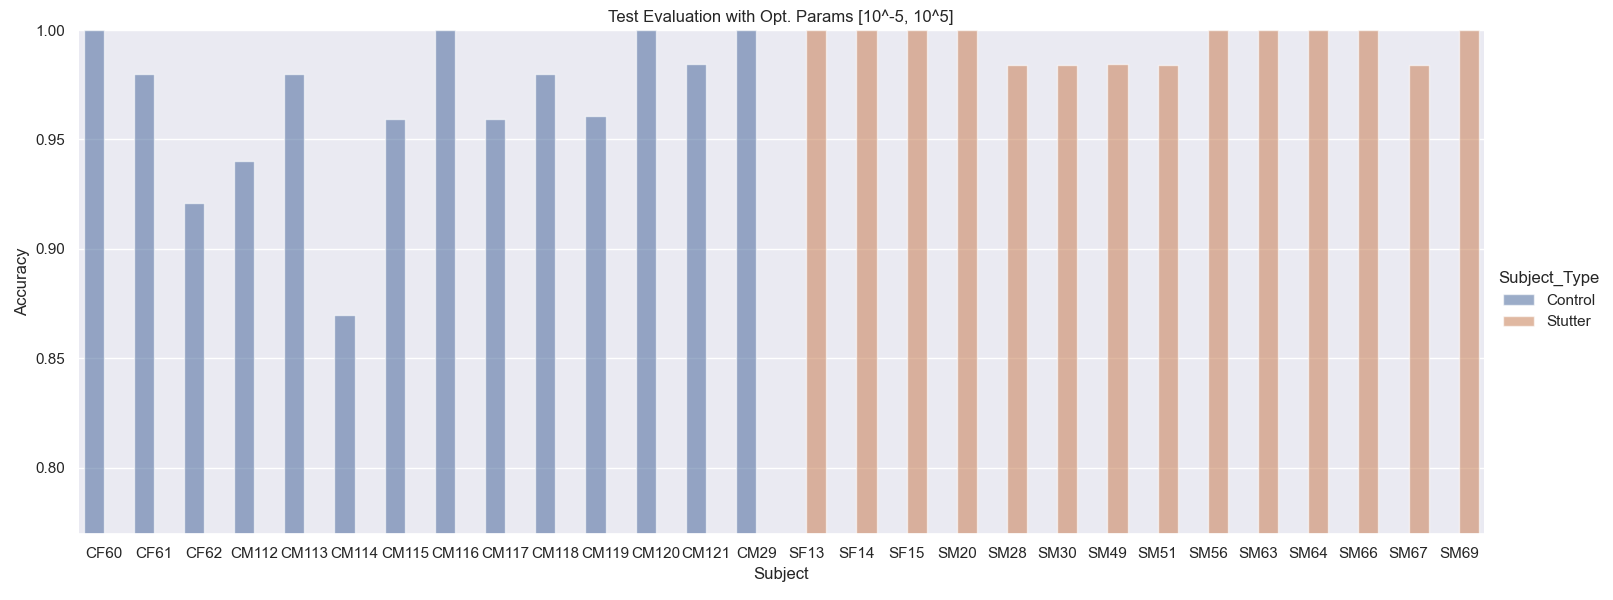 Test Evaluation with Opt. Params [10^-5, 10^5]
1.00
0.95
0.90
0.85
0.80
Accuracy
CF60 CF61 CF62 CM112 CM113 CM114 CM115 CM116 CM117 CM118 CM119 CM120 CM121 CM29 SF13 SF14 SF15 SM20 SM28 SM30 SM49 SM51 SM56 SM63 SM64 SM66 SM67 SM69
Subject
Subject_Type
Control
Stutter